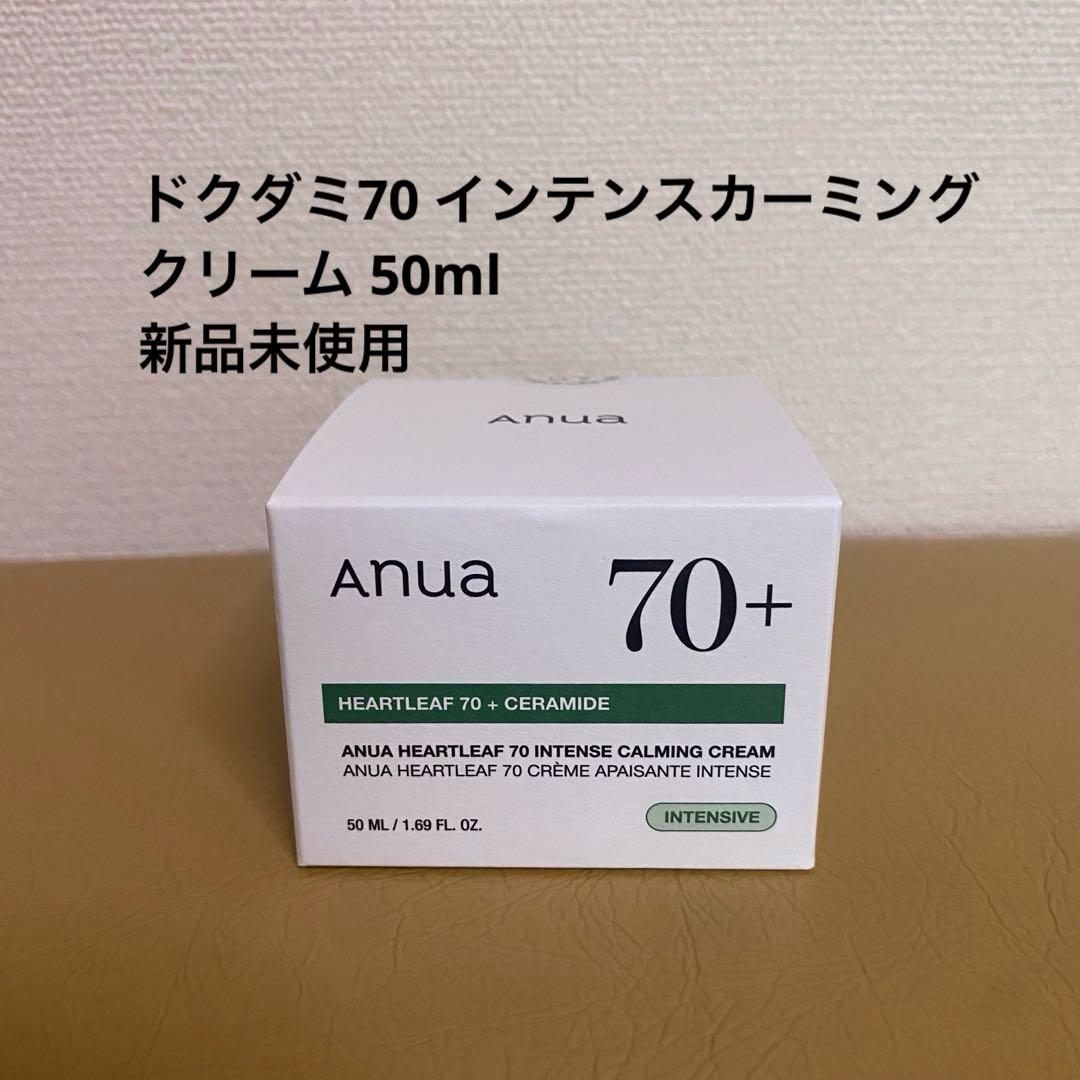 ドクダミ70 インテンスカーミング
クリーム 50ml
新品未使用
Anua
Anua
70+
HEARTLEAF 70 + CERAMIDE
ANUA HEARTLEAF 70 INTENSE CALMING CREAM
ANUA HEARTLEAF 70 CRÈME APAISANTE INTENSE
50 ML / 1.69 FL. OZ.
INTENSIVE